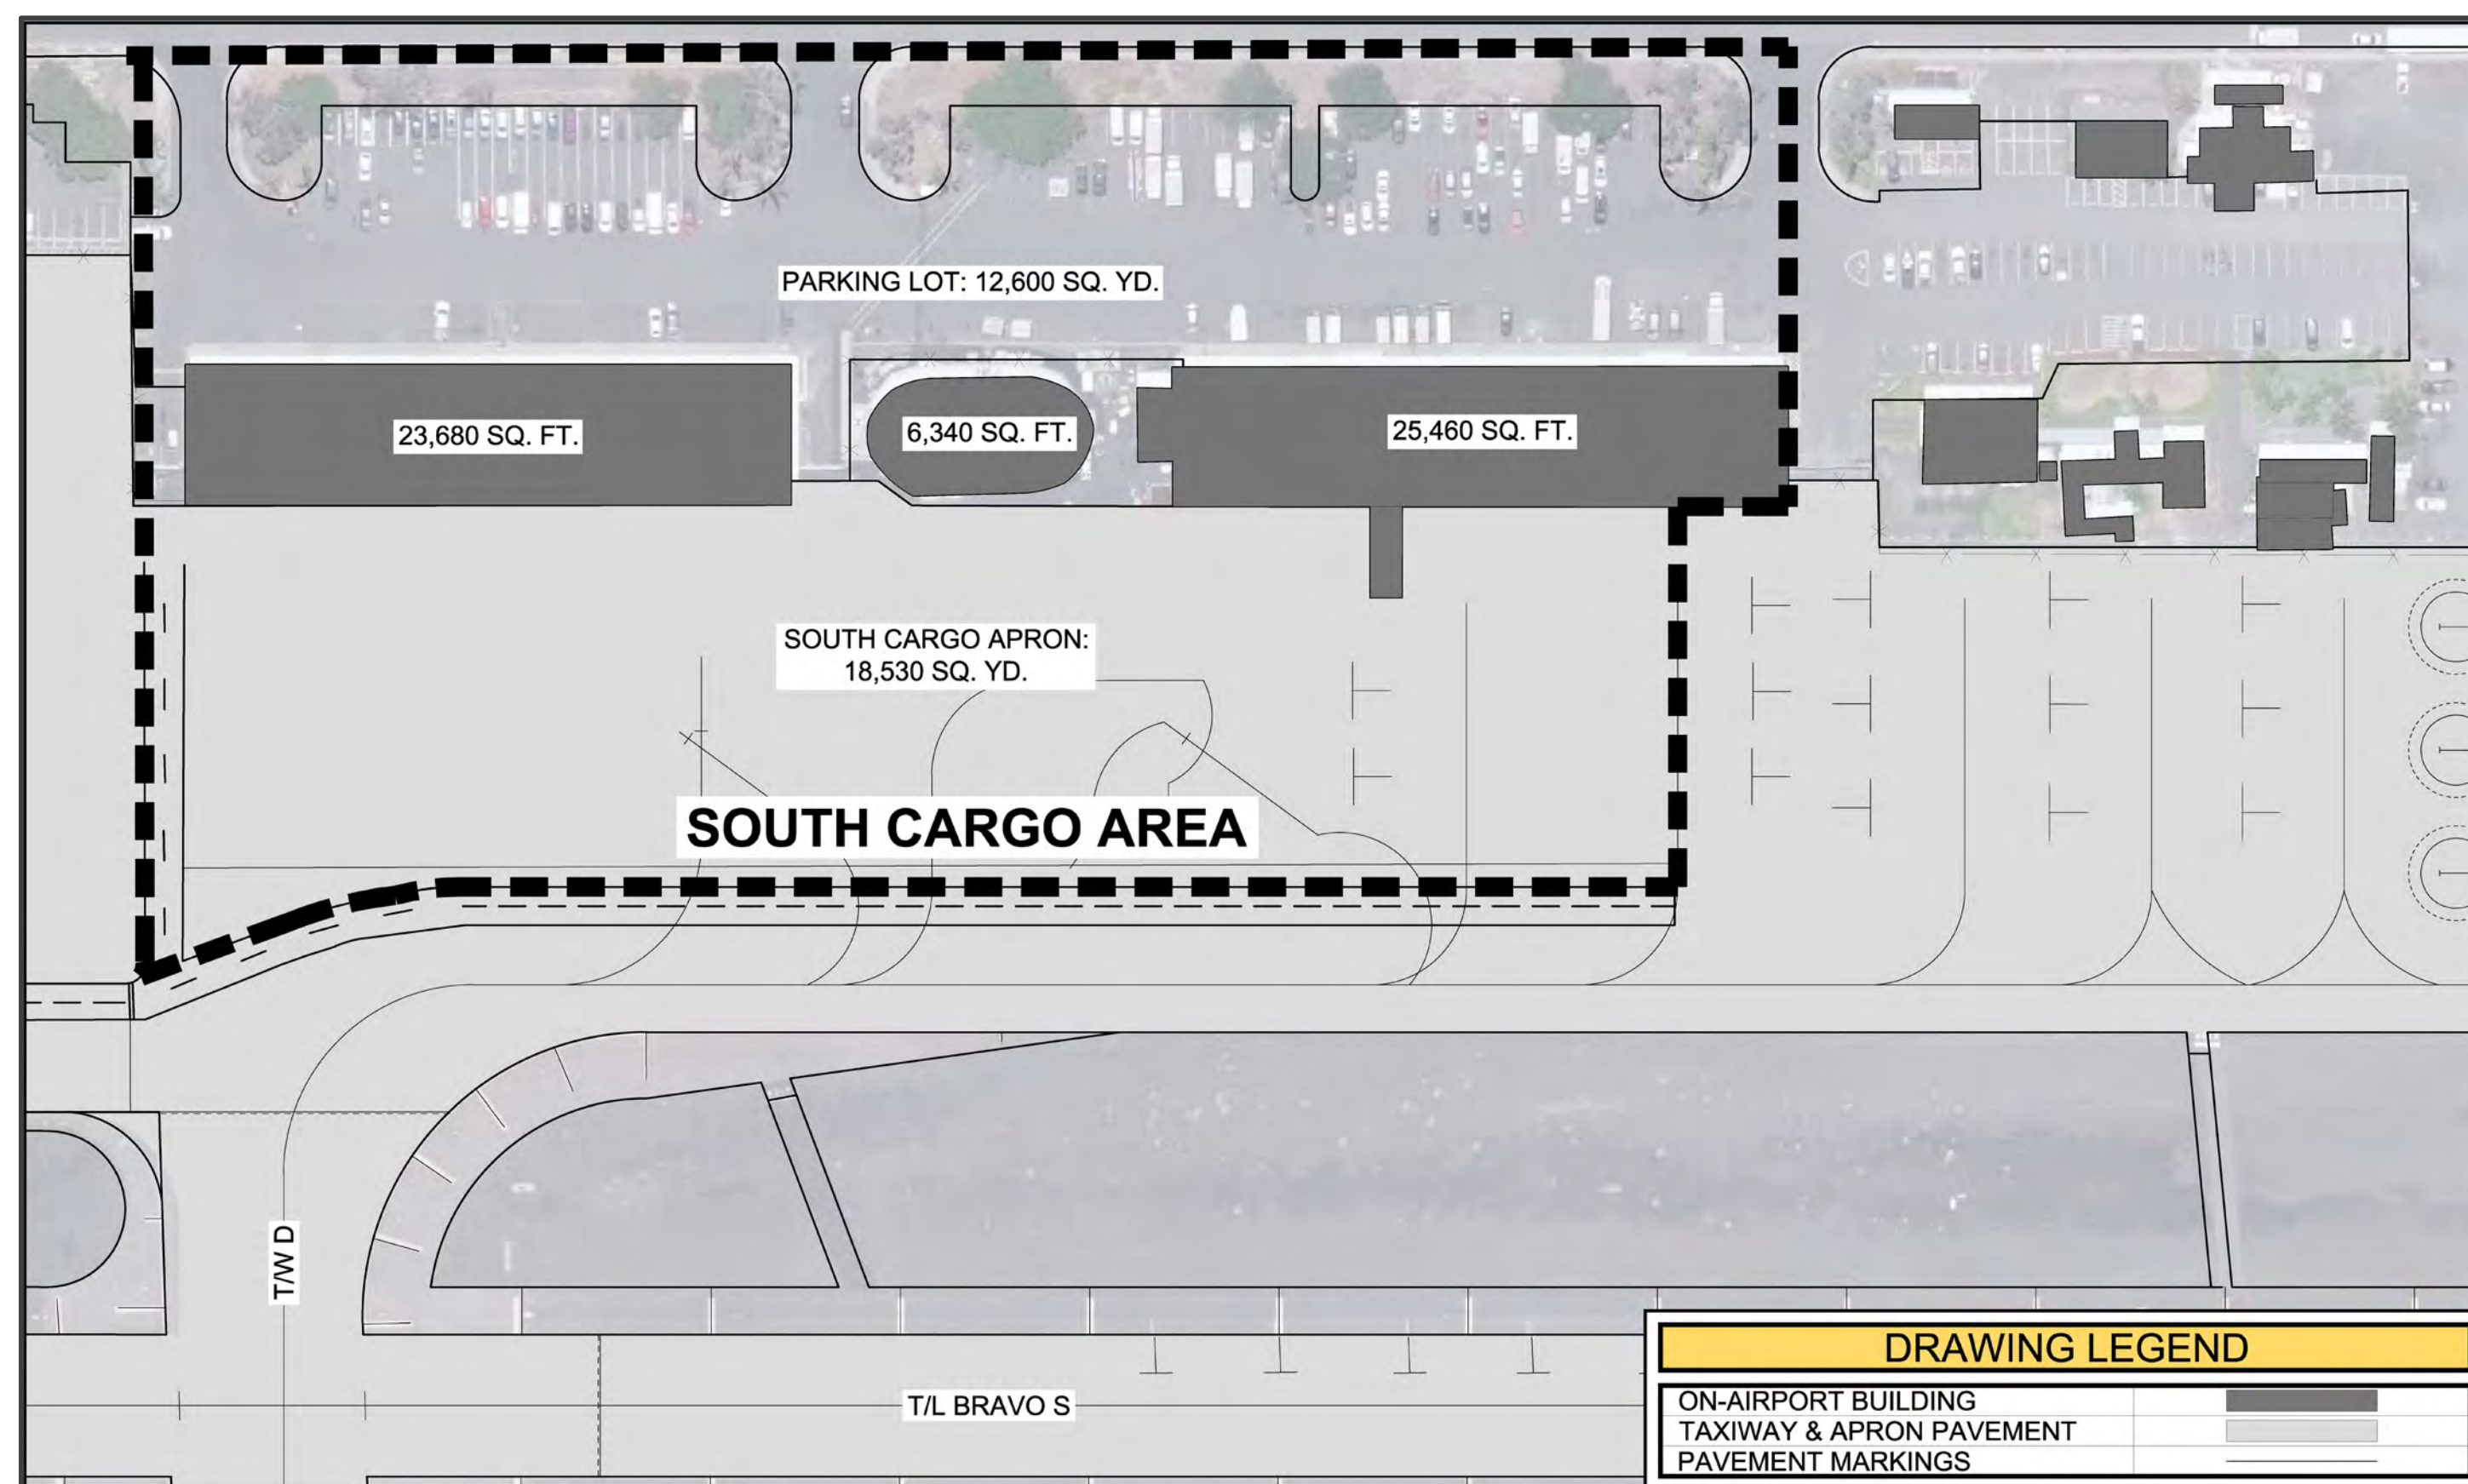 PARKING LOT: 12,600 SQ. YD.
23,680 SQ. FT.
6,340 SQ. FT.
25,460 SQ. FT.
SOUTH CARGO APRON:
18,530 SQ. YD.
SOUTH CARGO AREA
T/W D
T/L BRAVO S
DRAWING LEGEND
ON-AIRPORT BUILDING
TAXIWAY & APRON PAVEMENT
PAVEMENT MARKINGS